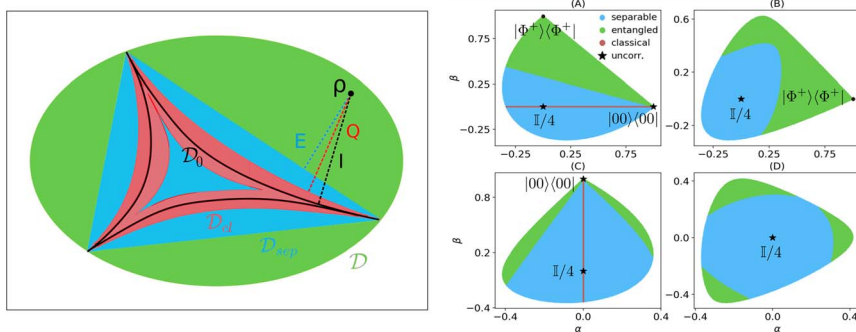 ρ
E
Q
I
𝒟₀
𝒟_cl
𝒟_sep
𝒟
(A)
|Φ⁺⟩⟨Φ⁺|
separable
entangled
classical
uncorr.
β
0.75
0.25
−0.25
𝕀/4
|00⟩⟨00|
−0.25 0.25 0.75
(B)
0.6
0.2
−0.2
|Φ⁺⟩⟨Φ⁺|
𝕀/4
−0.25 0.25 0.75
(C)
|00⟩⟨00|
β
0.8
0.2
−0.4
𝕀/4
−0.4 0.0 0.4
α
(D)
0.4
0.0
−0.4
𝕀/4
−0.4 0.0 0.4
α